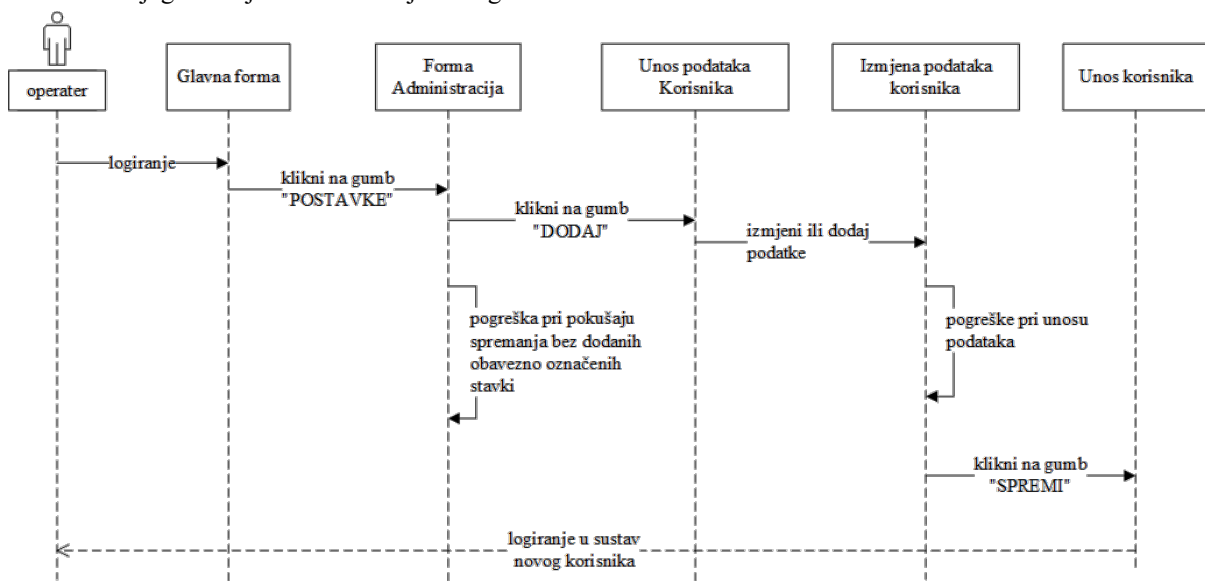 operater
Glavna forma
Forma
Administracija
Unos podataka
Korisnika
Izmjena podataka
korisnika
Unos korisnika
logiranje
klikni na gumb
"POSTAVKE"
klikni na gumb
"DODAJ"
izmjeni ili dodaj
podatke
pogreška pri pokušaju
spremanja bez dodanih
obavezno označenih
stavki
pogreške pri unosu
podataka
klikni na gumb
"SPREMI"
logiranje u sustav
novog korisnika